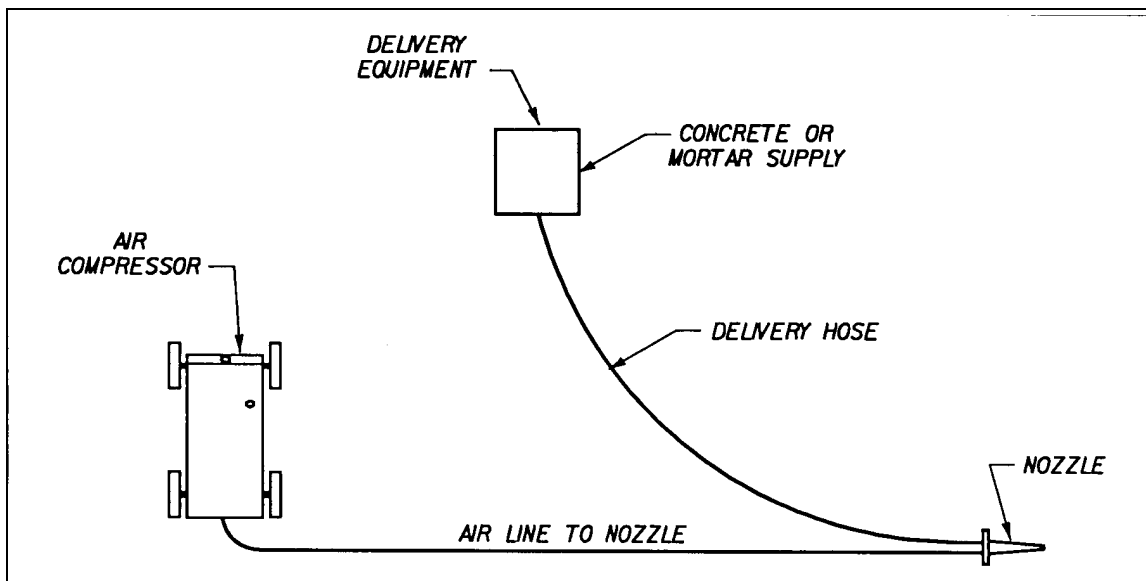 DELIVERY
EQUIPMENT
CONCRETE OR
MORTAR SUPPLY
AIR
COMPRESSOR
DELIVERY HOSE
NOZZLE
AIR LINE TO NOZZLE